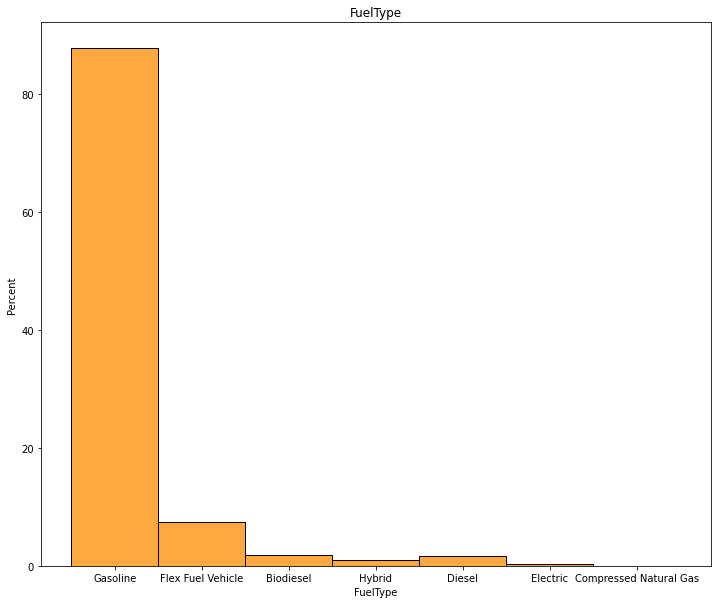 FuelType
Percent
80
60
40
20
0
Gasoline Flex Fuel Vehicle Biodiesel Hybrid Diesel Electric Compressed Natural Gas
FuelType